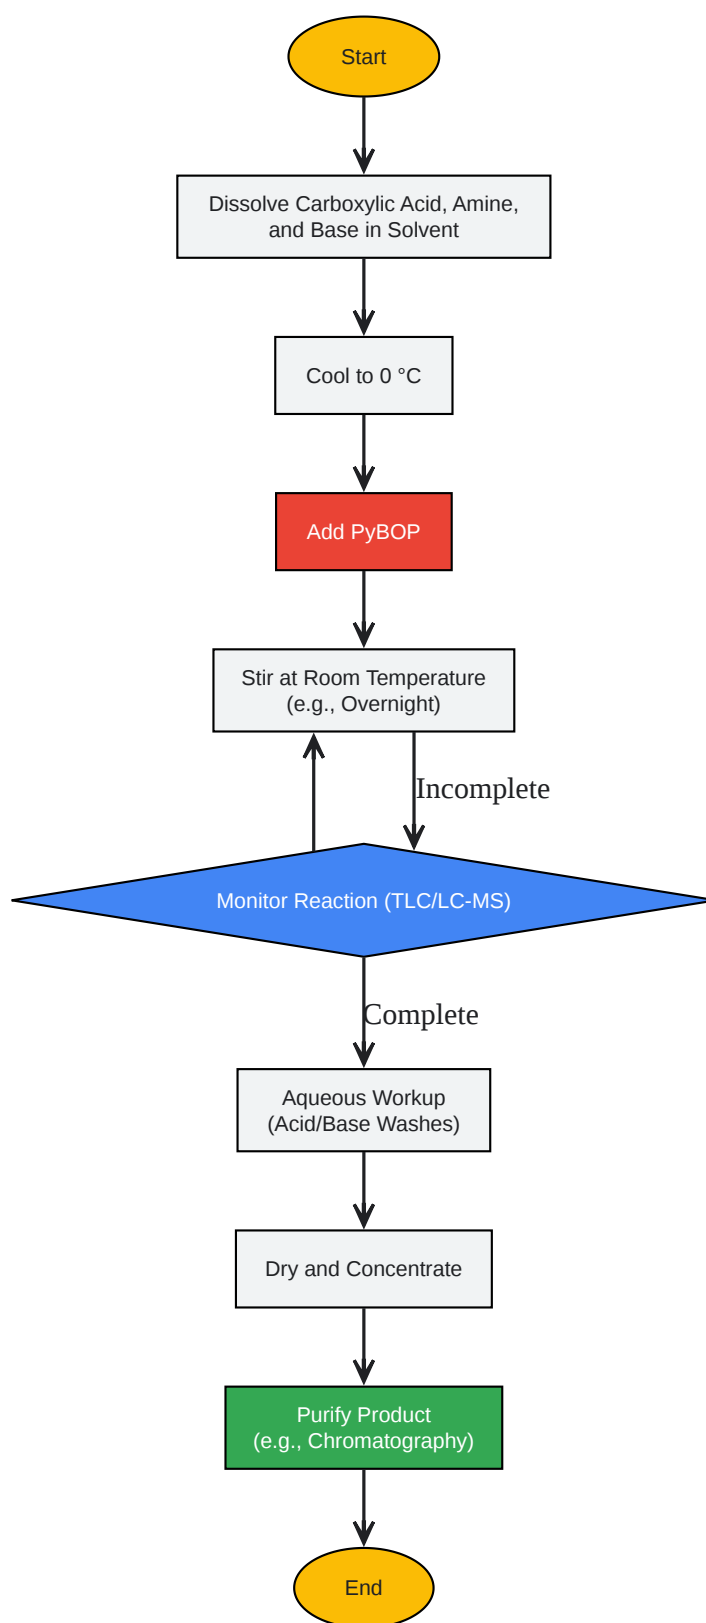 Start
Dissolve Carboxylic Acid, Amine,
and Base in Solvent
Cool to 0 °C
Add PyBOP
Stir at Room Temperature
(e.g., Overnight)
Incomplete
Monitor Reaction (TLC/LC-MS)
Complete
Aqueous Workup
(Acid/Base Washes)
Dry and Concentrate
Purify Product
(e.g., Chromatography)
End